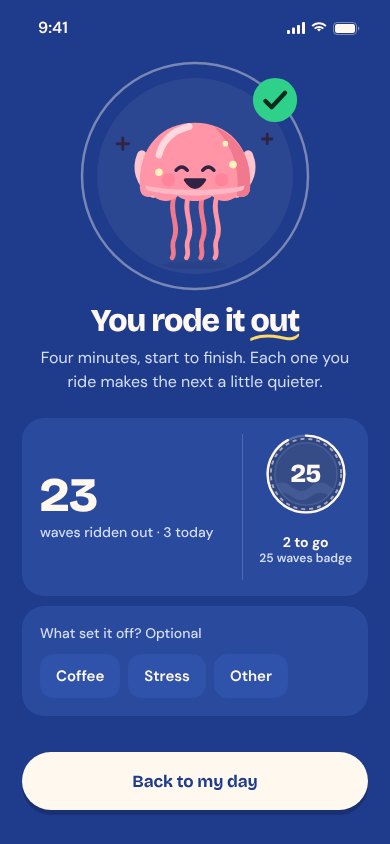 9:41
You rode it out
Four minutes, start to finish. Each one you
ride makes the next a little quieter.
23
waves ridden out · 3 today
25
2 to go
25 waves badge
What set it off? Optional
Coffee
Stress
Other
Back to my day